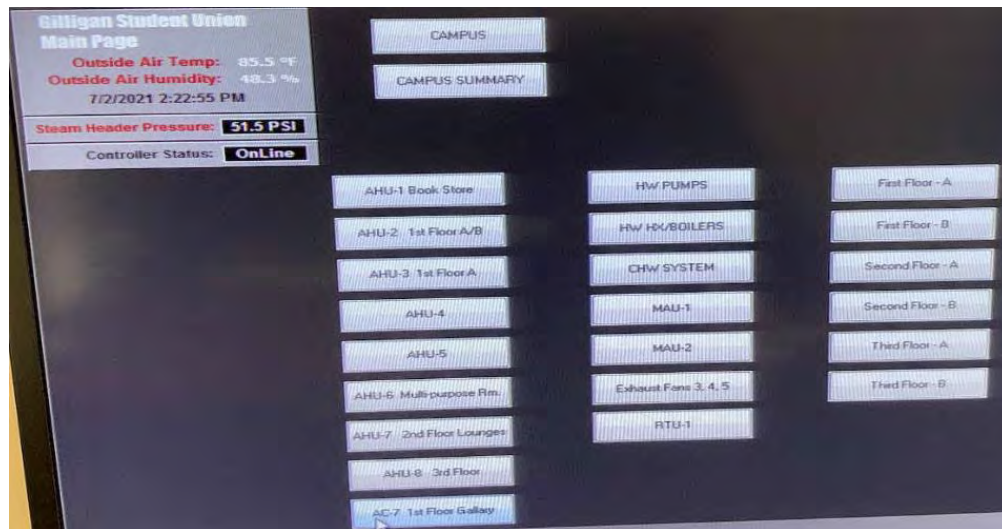 Gilligan Student Union
Main Page
Outside Air Temp: 85.5 °F
Outside Air Humidity: 48.3 %
7/2/2021 2:22:55 PM
Steam Header Pressure: 51.5 PSI
Controller Status: OnLine
CAMPUS
CAMPUS SUMMARY
AHU-1 Book Store
AHU-2 1st Floor A/B
AHU-3 1st Floor A
AHU-4
AHU-5
AHU-6 Multi-purpose Rm.
AHU-7 2nd Floor Lounges
AHU-8 3rd Floor
AC-7 1st Floor Gallary
HW PUMPS
HW HX/BOILERS
CHW SYSTEM
MAU-1
MAU-2
Exhaust Fans 3, 4, 5
RTU-1
First Floor - A
First Floor - B
Second Floor - A
Second Floor - B
Third Floor - A
Third Floor - B